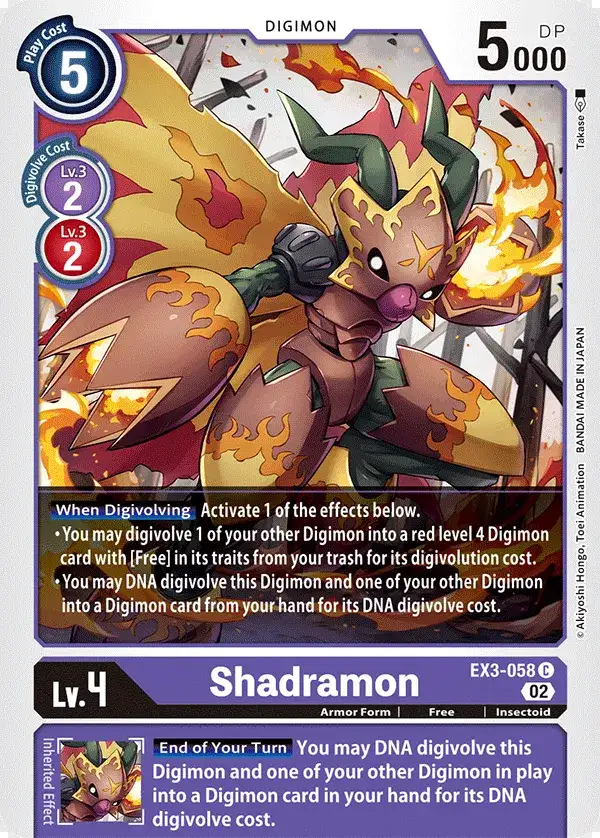 DIGIMON
Play Cost
5
DP
5000
Digivolve Cost
Lv.3
2
Lv.3
2
Takase
© Akiyoshi Hongo, Toei Animation BANDAI MADE IN JAPAN
When Digivolving Activate 1 of the effects below.
•You may digivolve 1 of your other Digimon into a red level 4 Digimon
card with [Free] in its traits from your trash for its digivolution cost.
•You may DNA digivolve this Digimon and one of your other Digimon
into a Digimon card from your hand for its DNA digivolve cost.
Lv.4
Shadramon
EX3-058 C
02
Armor Form | Free | Insectoid
Inherited Effect
End of Your Turn You may DNA digivolve this
Digimon and one of your other Digimon in play
into a Digimon card in your hand for its DNA
digivolve cost.